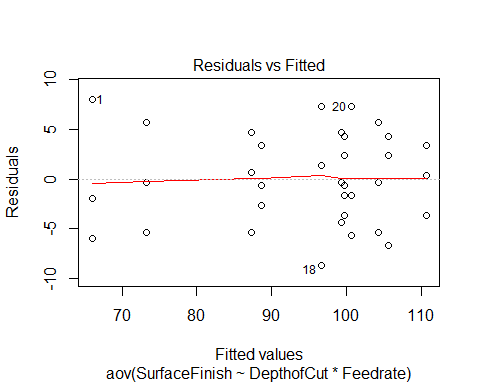 Residuals vs Fitted
Residuals
10
5
0
-5
-10
1
20
18
70 80 90 100 110
Fitted values
aov(SurfaceFinish ~ DepthofCut * Feedrate)